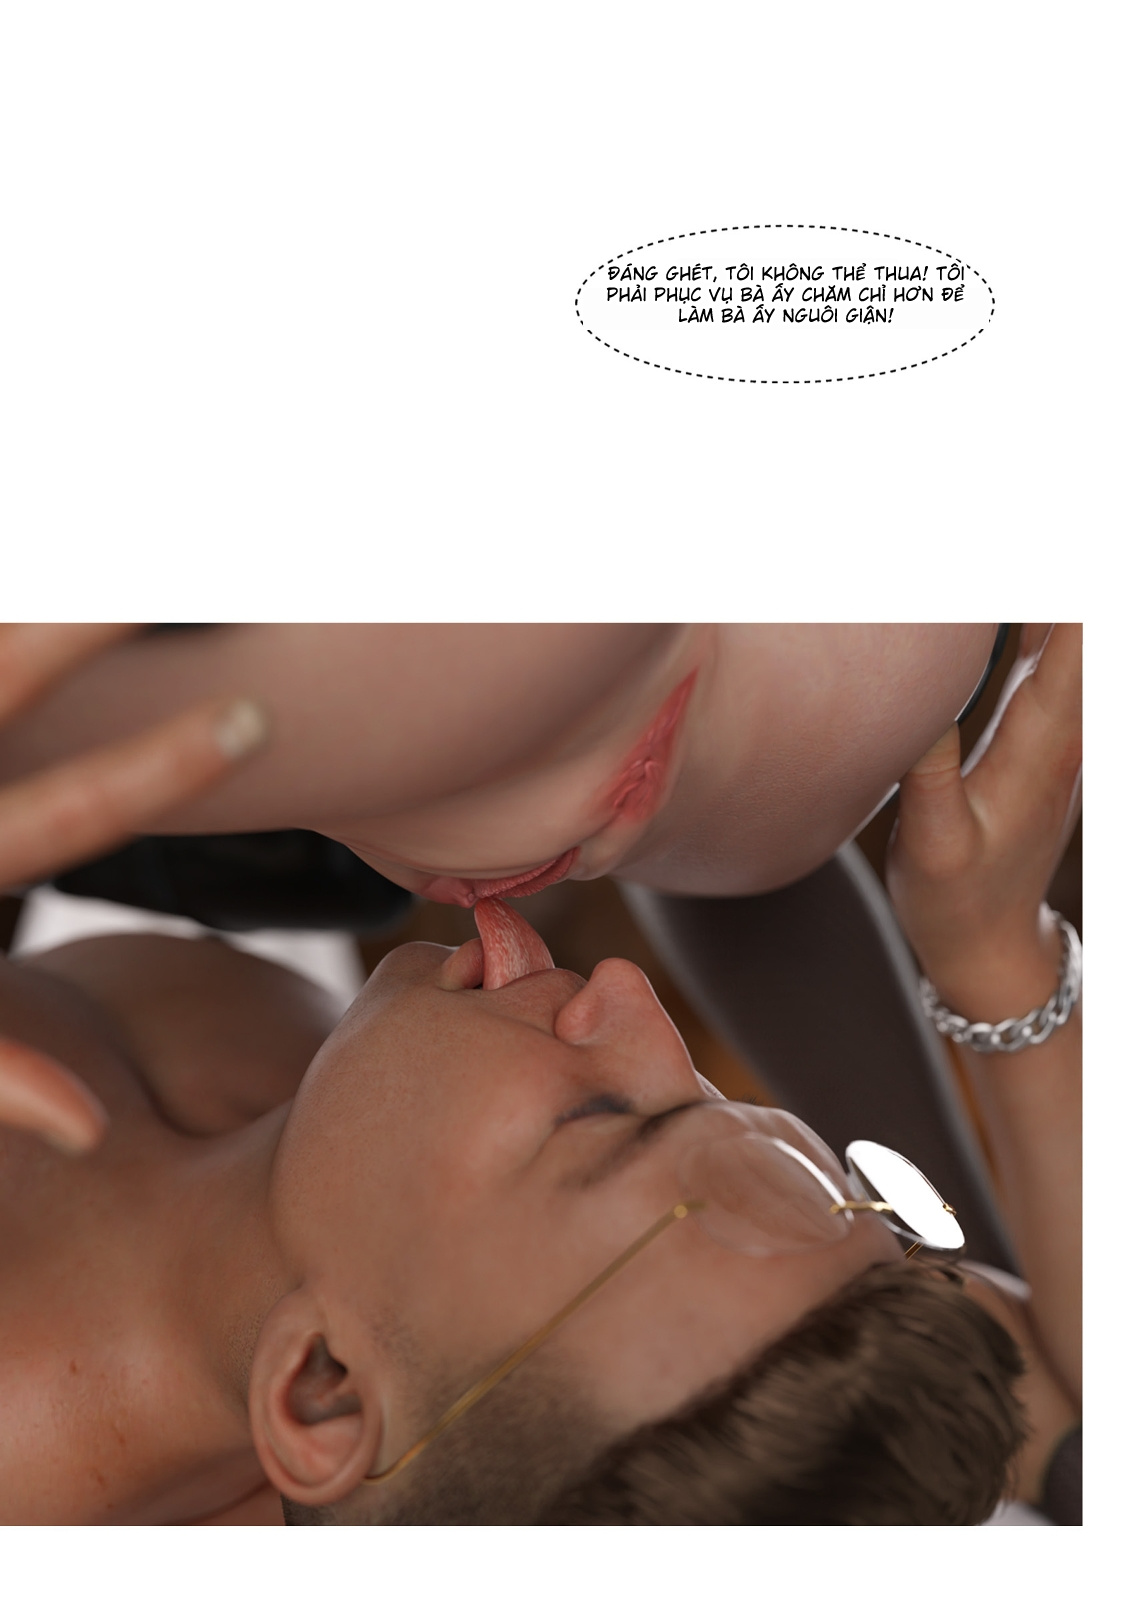 ĐÁNG GHÉT, TÔI KHÔNG THỂ THUA! TÔI
PHẢI PHỤC VỤ BÀ ẤY CHĂM CHỈ HƠN ĐỂ
LÀM BÀ ẤY NGUÔI GIẬN!